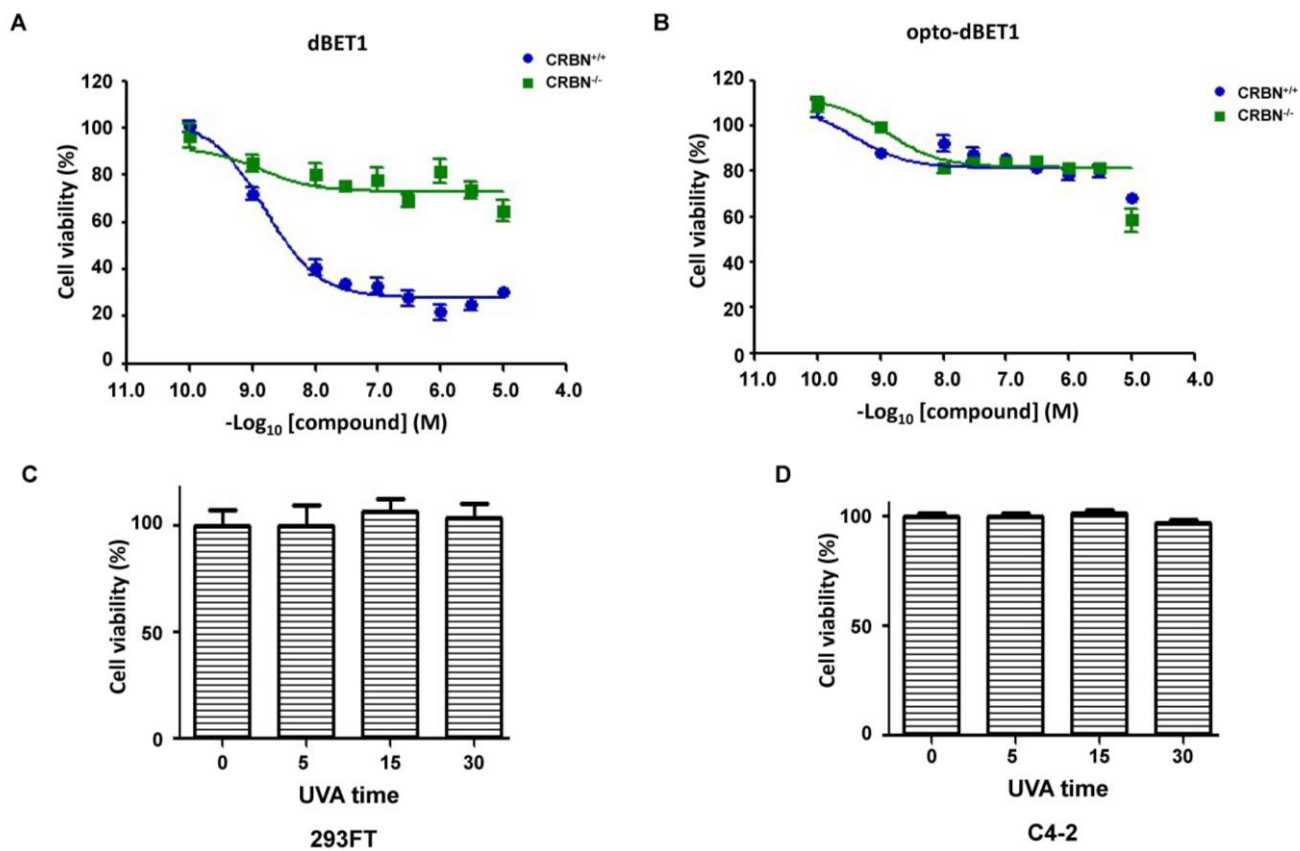 A
dBET1
CRBN+/+
CRBN-/-
Cell viability (%)
120
100
80
60
40
20
0
11.0 10.0 9.0 8.0 7.0 6.0 5.0 4.0
-Log10 [compound] (M)
B
opto-dBET1
CRBN+/+
CRBN-/-
Cell viability (%)
120
100
80
60
40
20
0
11.0 10.0 9.0 8.0 7.0 6.0 5.0 4.0
-Log10 [compound] (M)
C
Cell viability (%)
100
50
0
0 5 15 30
UVA time
293FT
D
Cell viability (%)
100
50
0
0 5 15 30
UVA time
C4-2